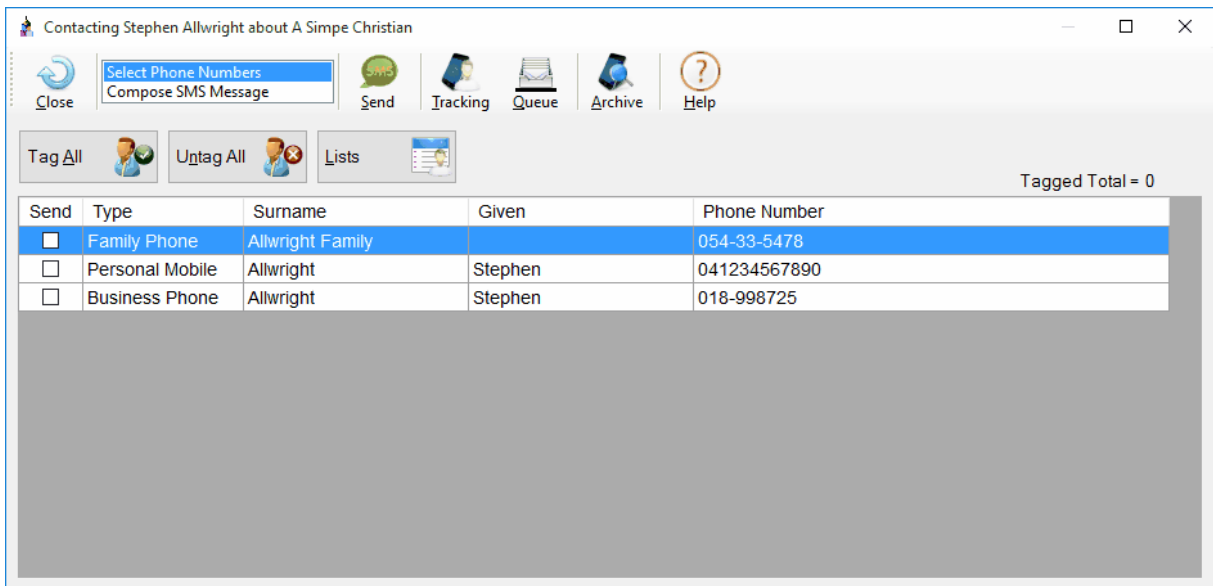 Contacting Stephen Allwright about A Simpe Christian
Select Phone Numbers
Compose SMS Message
SMS
Close Send Tracking Queue Archive Help
Tag All Untag All Lists
Tagged Total = 0
Send Type Surname Given Phone Number
Family Phone Allwright Family 054-33-5478
Personal Mobile Allwright Stephen 041234567890
Business Phone Allwright Stephen 018-998725